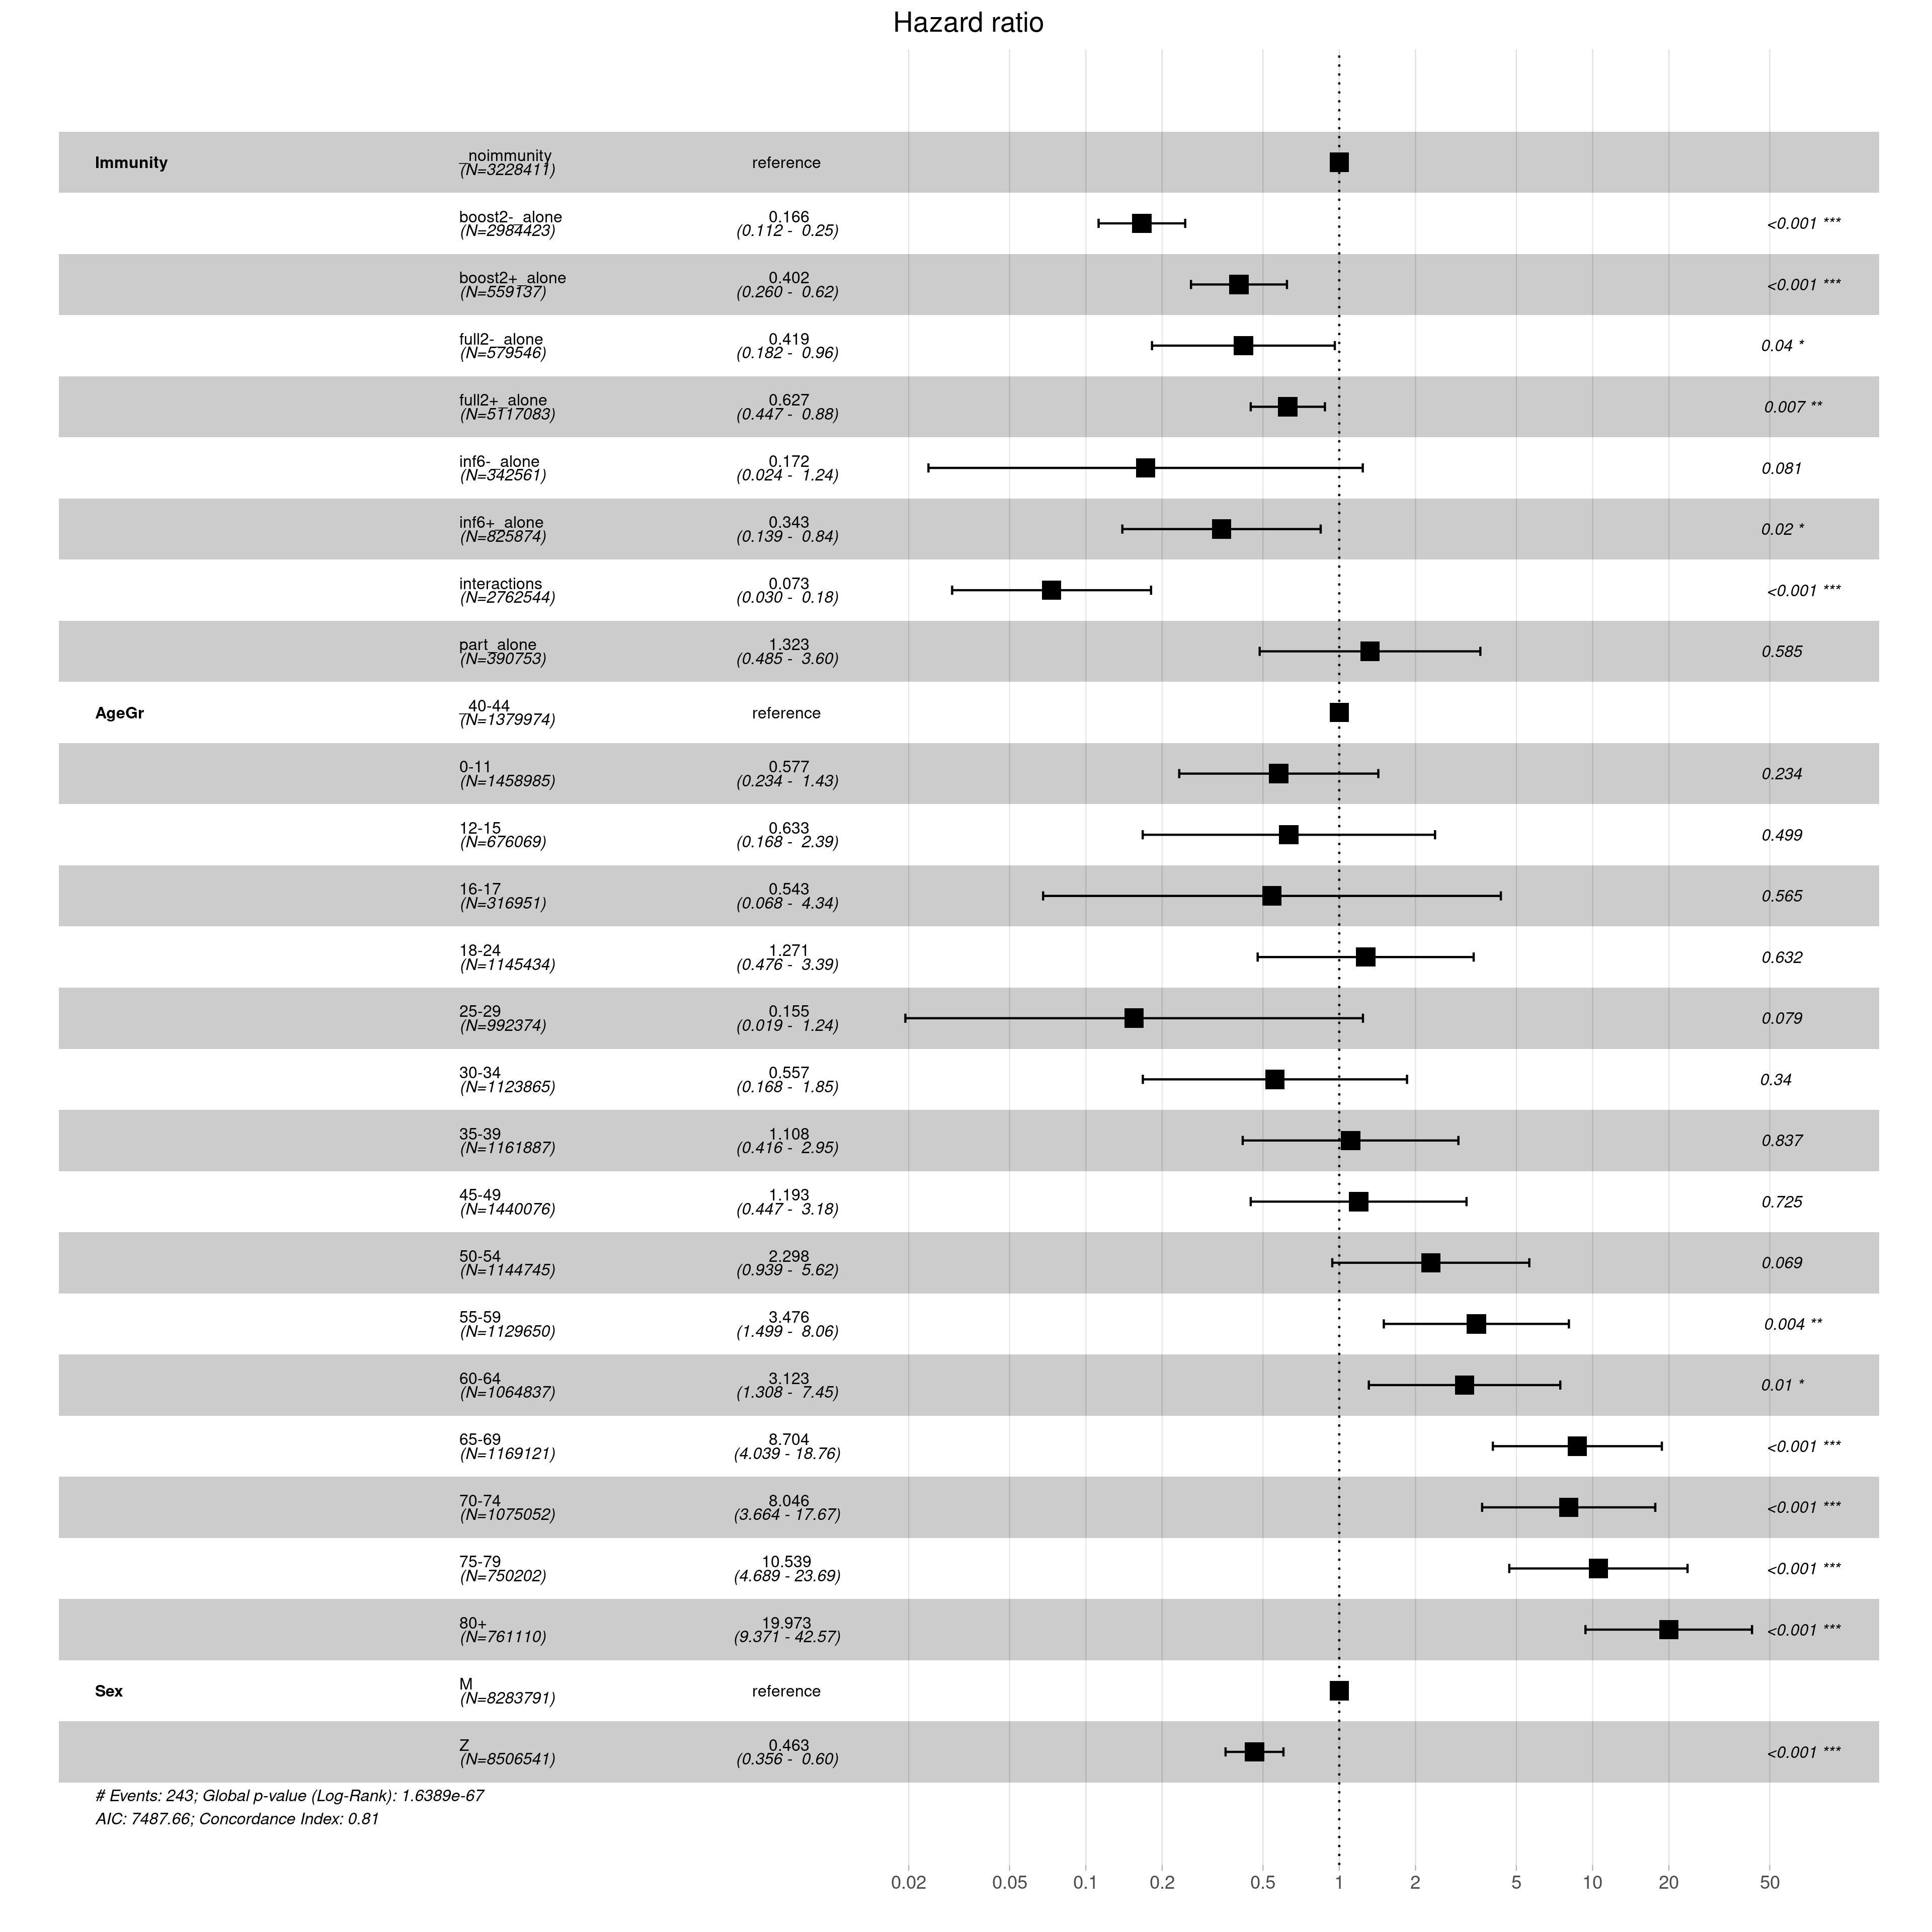 Hazard ratio
Immunity _noimmunity reference
(N=3228411)
boost2-_alone 0.166 <0.001 ***
(N=2984423) (0.112 - 0.25)
boost2+_alone 0.402 <0.001 ***
(N=559137) (0.260 - 0.62)
full2-_alone 0.419 0.04 *
(N=579546) (0.182 - 0.96)
full2+_alone 0.627 0.007 **
(N=5117083) (0.447 - 0.88)
inf6-_alone 0.172 0.081
(N=342561) (0.024 - 1.24)
inf6+_alone 0.343 0.02 *
(N=825874) (0.139 - 0.84)
interactions 0.073 <0.001 ***
(N=2762544) (0.030 - 0.18)
part_alone 1.323 0.585
(N=390753) (0.485 - 3.60)
AgeGr _40-44 reference
(N=1379974)
0-11 0.577 0.234
(N=1458985) (0.234 - 1.43)
12-15 0.633 0.499
(N=676069) (0.168 - 2.39)
16-17 0.543 0.565
(N=316951) (0.068 - 4.34)
18-24 1.271 0.632
(N=1145434) (0.476 - 3.39)
25-29 0.155 0.079
(N=992374) (0.019 - 1.24)
30-34 0.557 0.34
(N=1123865) (0.168 - 1.85)
35-39 1.108 0.837
(N=1161887) (0.416 - 2.95)
45-49 1.193 0.725
(N=1440076) (0.447 - 3.18)
50-54 2.298 0.069
(N=1144745) (0.939 - 5.62)
55-59 3.476 0.004 **
(N=1129650) (1.499 - 8.06)
60-64 3.123 0.01 *
(N=1064837) (1.308 - 7.45)
65-69 8.704 <0.001 ***
(N=1169121) (4.039 - 18.76)
70-74 8.046 <0.001 ***
(N=1075052) (3.664 - 17.67)
75-79 10.539 <0.001 ***
(N=750202) (4.689 - 23.69)
80+ 19.973 <0.001 ***
(N=761110) (9.371 - 42.57)
Sex M reference
(N=8283791)
Z 0.463 <0.001 ***
(N=8506541) (0.356 - 0.60)
# Events: 243; Global p-value (Log-Rank): 1.6389e-67
AIC: 7487.66; Concordance Index: 0.81
0.02 0.05 0.1 0.2 0.5 1 2 5 10 20 50